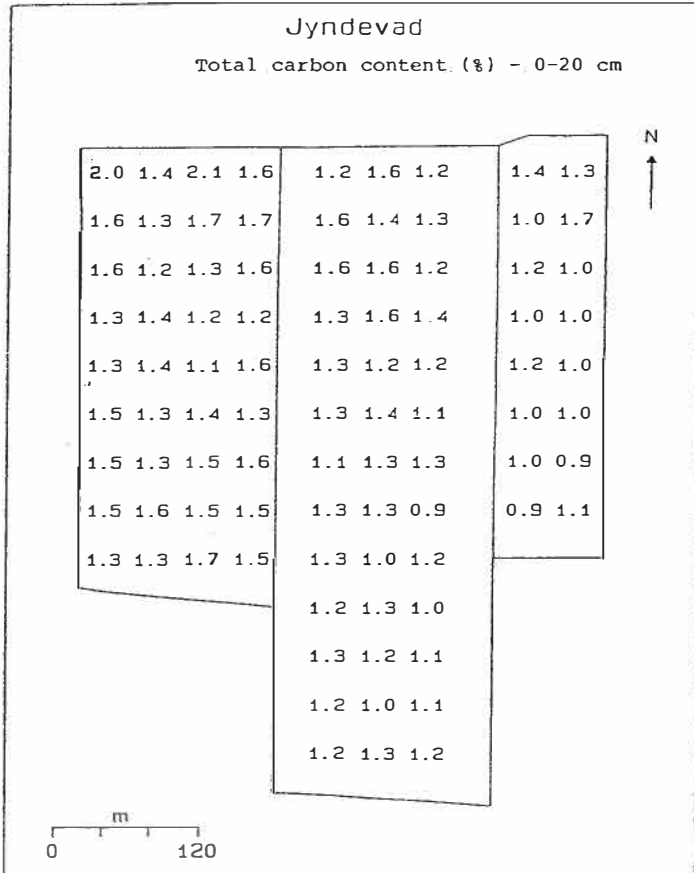 Jyndevad
Total carbon content (%) - 0-20 cm
N
2.0 1.4 2.1 1.6 1.2 1.6 1.2 1.4 1.3
1.6 1.3 1.7 1.7 1.6 1.4 1.3 1.0 1.7
1.6 1.2 1.3 1.6 1.6 1.6 1.2 1.2 1.0
1.3 1.4 1.2 1.2 1.3 1.6 1.4 1.0 1.0
1.3 1.4 1.1 1.6 1.3 1.2 1.2 1.2 1.0
1.5 1.3 1.4 1.3 1.3 1.4 1.1 1.0 1.0
1.5 1.3 1.5 1.6 1.1 1.3 1.3 1.0 0.9
1.5 1.6 1.5 1.5 1.3 1.3 0.9 0.9 1.1
1.3 1.3 1.7 1.5 1.3 1.0 1.2
1.2 1.3 1.0
1.3 1.2 1.1
1.2 1.0 1.1
1.2 1.3 1.2
m
0 120